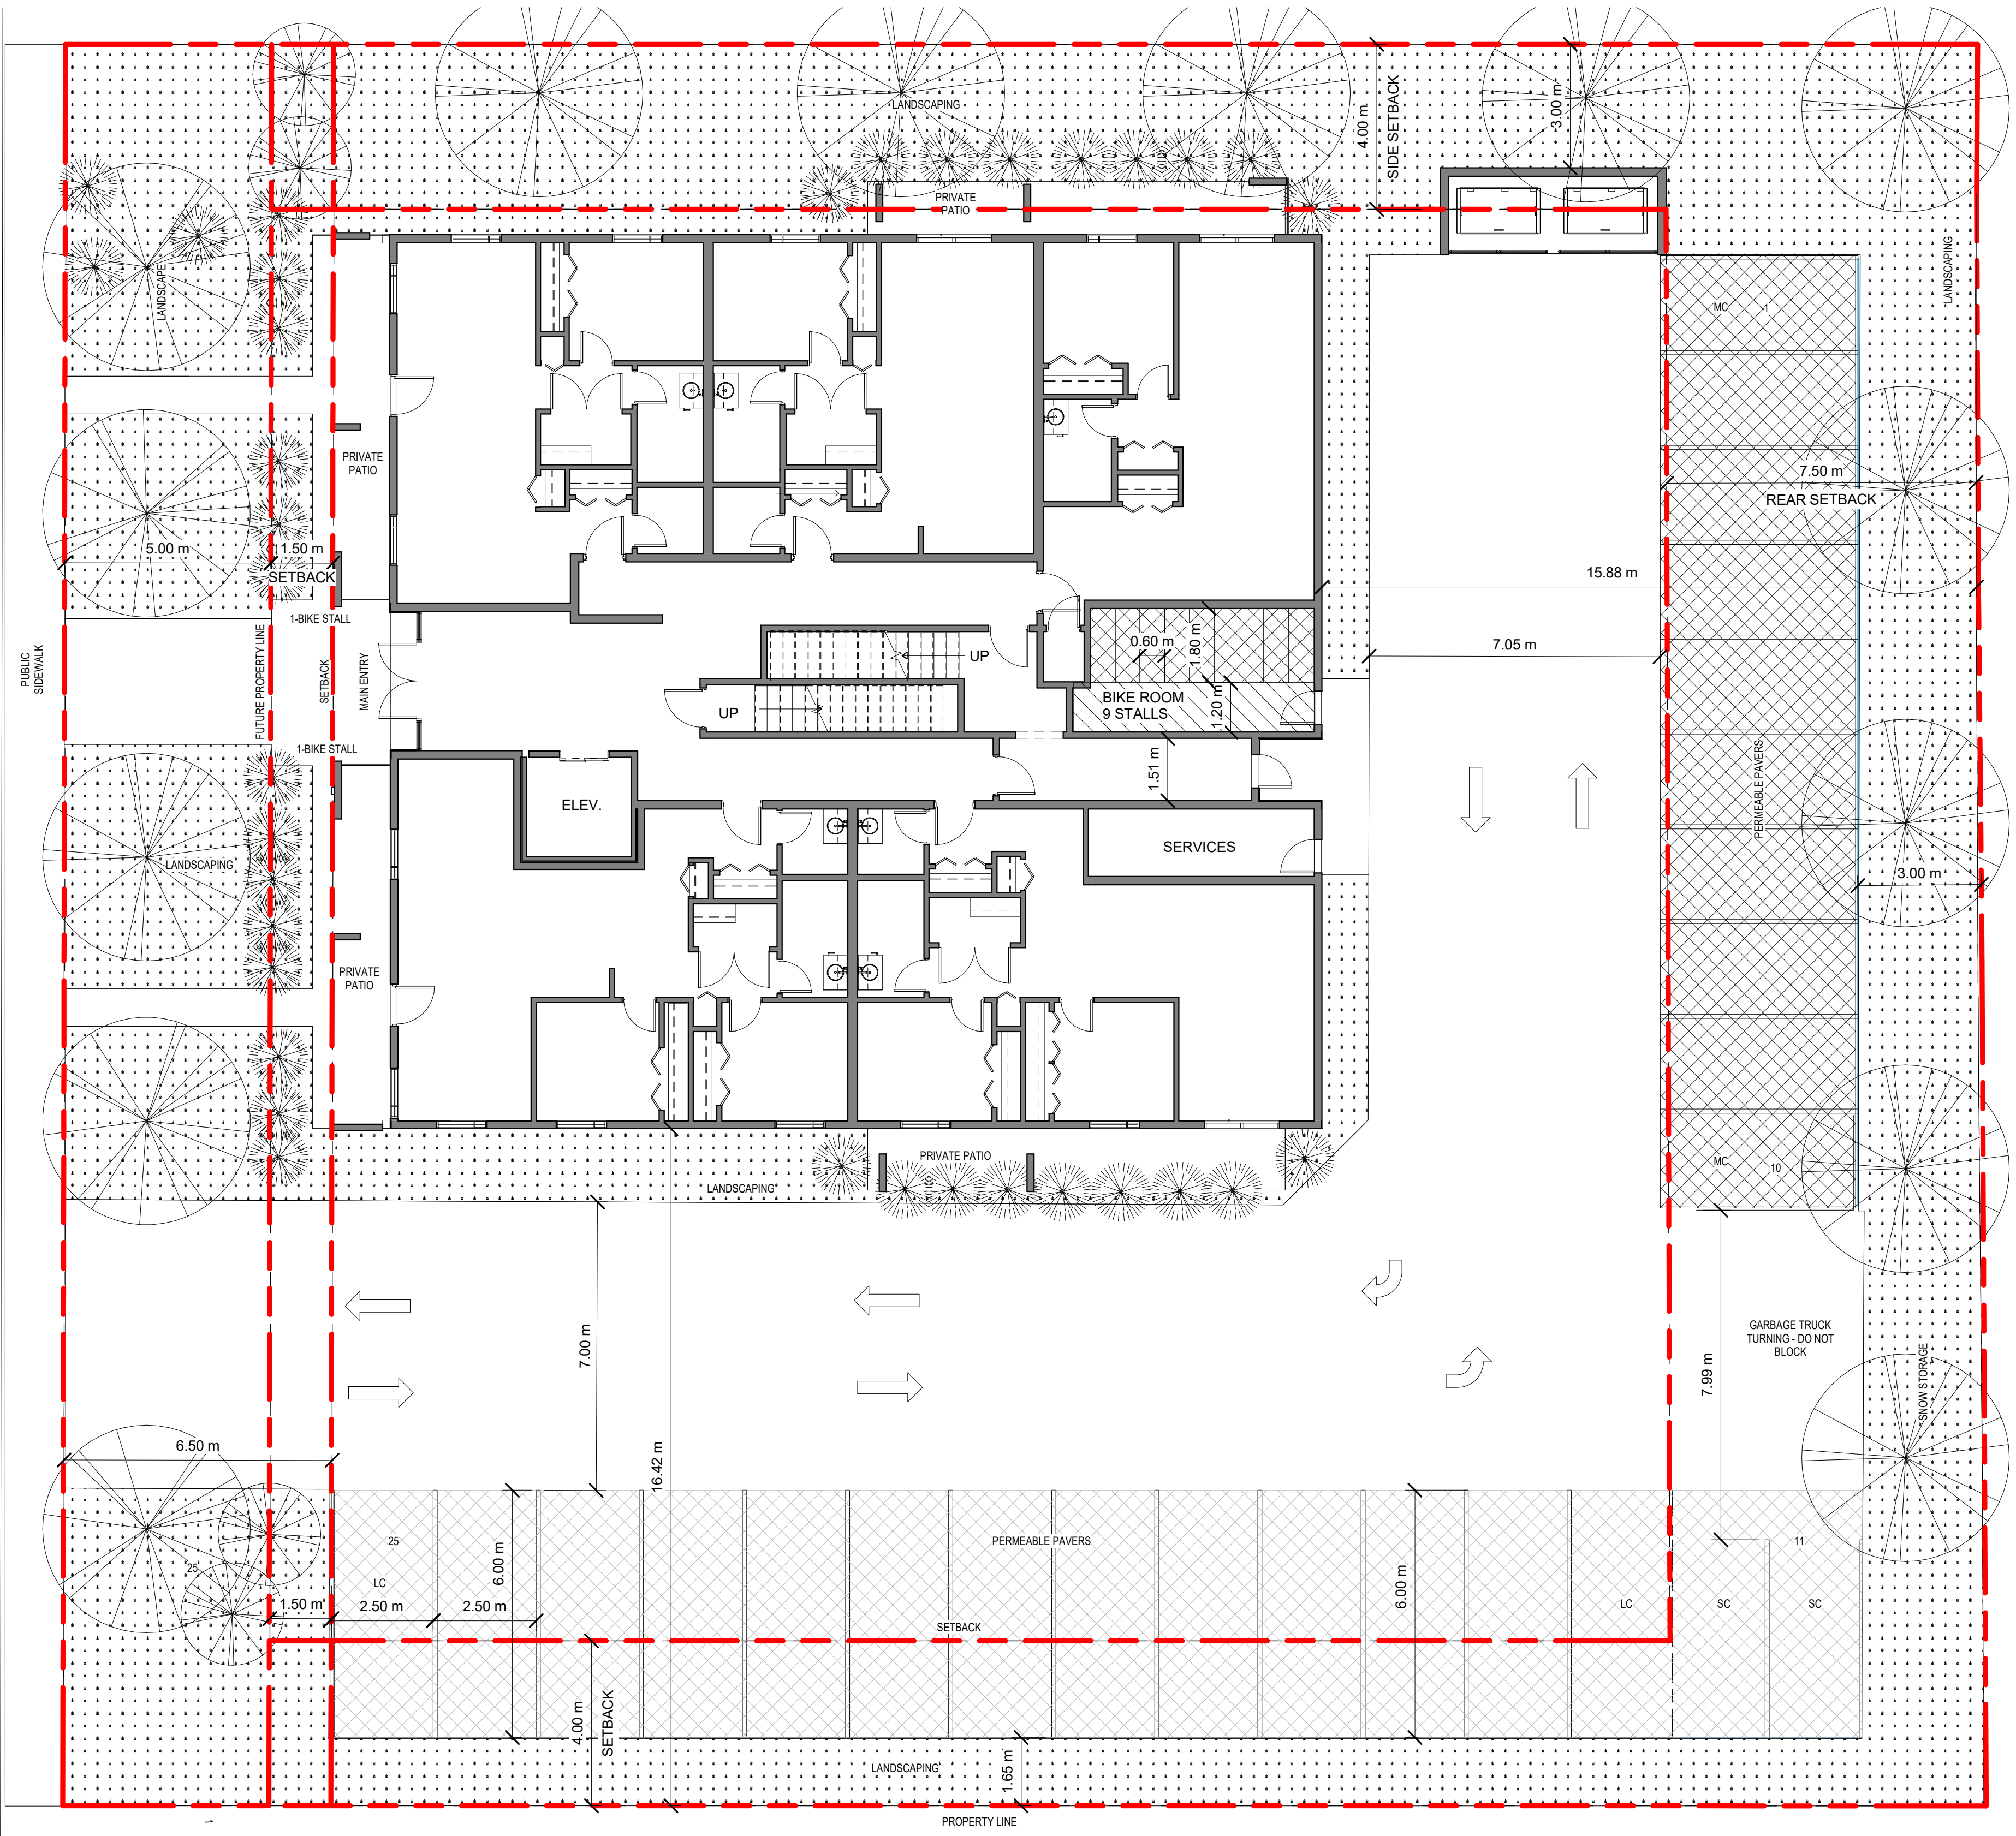 LANDSCAPING
4.00 m
SIDE SETBACK
3.00 m
PRIVATE
PATIO
LANDSCAPE
LANDSCAPING
MC
1
PRIVATE
PATIO
7.50 m
REAR SETBACK
5.00 m
1.50 m
SETBACK
15.88 m
1-BIKE STALL
PUBLIC
SIDEWALK
FUTURE PROPERTY LINE
SETBACK
MAIN ENTRY
0.60 m
1.80 m
UP
7.05 m
BIKE ROOM
9 STALLS
1.20 m
UP
1-BIKE STALL
1.51 m
PERMEABLE PAVERS
ELEV.
SERVICES
LANDSCAPING
3.00 m
PRIVATE
PATIO
PRIVATE PATIO
MC
10
LANDSCAPING
7.00 m
GARBAGE TRUCK
TURNING - DO NOT
BLOCK
7.99 m
SNOW STORAGE
6.50 m
16.42 m
25
PERMEABLE PAVERS
11
25
LC
6.00 m
6.00 m
1.50 m
2.50 m
2.50 m
LC
SC
SC
SETBACK
4.00 m
SETBACK
LANDSCAPING
1.65 m
PROPERTY LINE
1